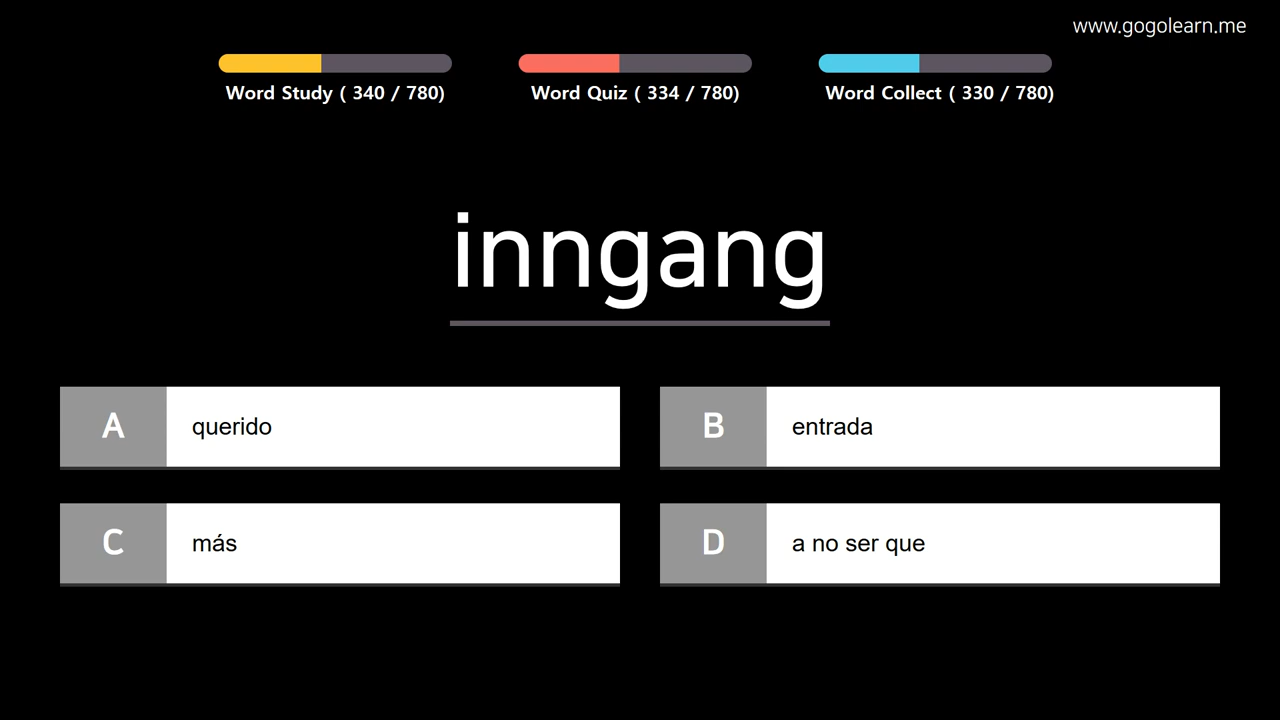 www.gogolearn.me
Word Study ( 340 / 780)
Word Quiz ( 334 / 780)
Word Collect ( 330 / 780)
inngang
A querido
B entrada
C más
D a no ser que